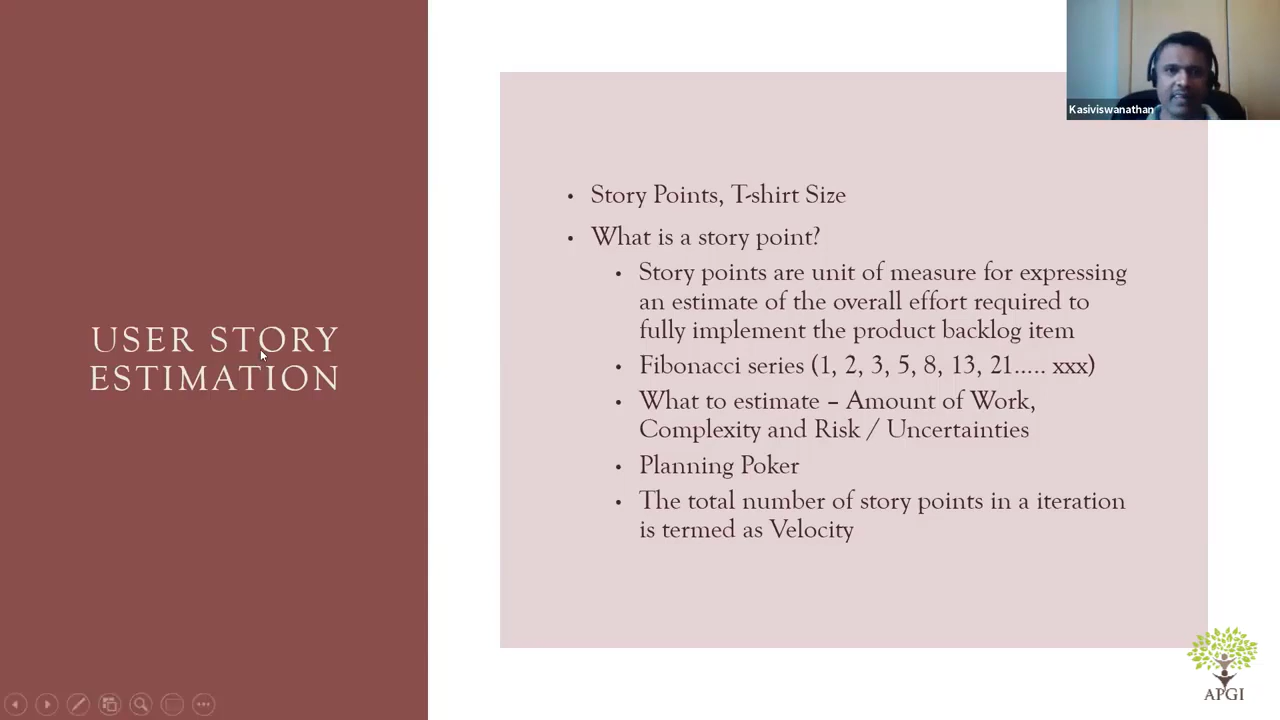 Kasiviswanathan
USER STORY
ESTIMATION
• Story Points, T-shirt Size
• What is a story point?
• Story points are unit of measure for expressing
an estimate of the overall effort required to
fully implement the product backlog item
• Fibonacci series (1, 2, 3, 5, 8, 13, 21..... xxx)
• What to estimate – Amount of Work,
Complexity and Risk / Uncertainties
• Planning Poker
• The total number of story points in a iteration
is termed as Velocity
APGI